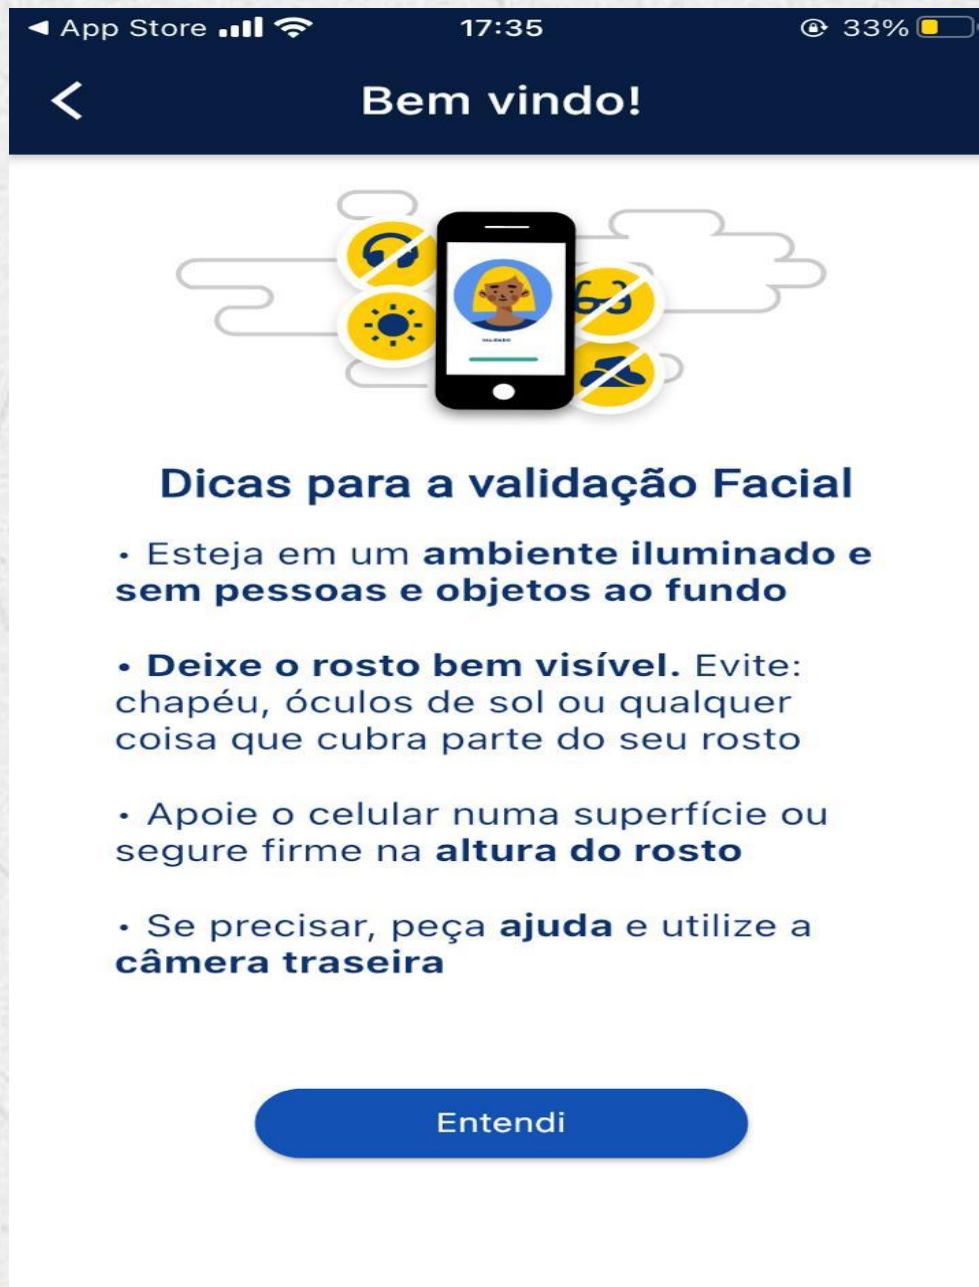 ◄ App Store 17:35 33%
Bem vindo!
VALIDADO
Dicas para a validação Facial
• Esteja em um ambiente iluminado e
sem pessoas e objetos ao fundo
• Deixe o rosto bem visível. Evite:
chapéu, óculos de sol ou qualquer
coisa que cubra parte do seu rosto
• Apoie o celular numa superfície ou
segure firme na altura do rosto
• Se precisar, peça ajuda e utilize a
câmera traseira
Entendi